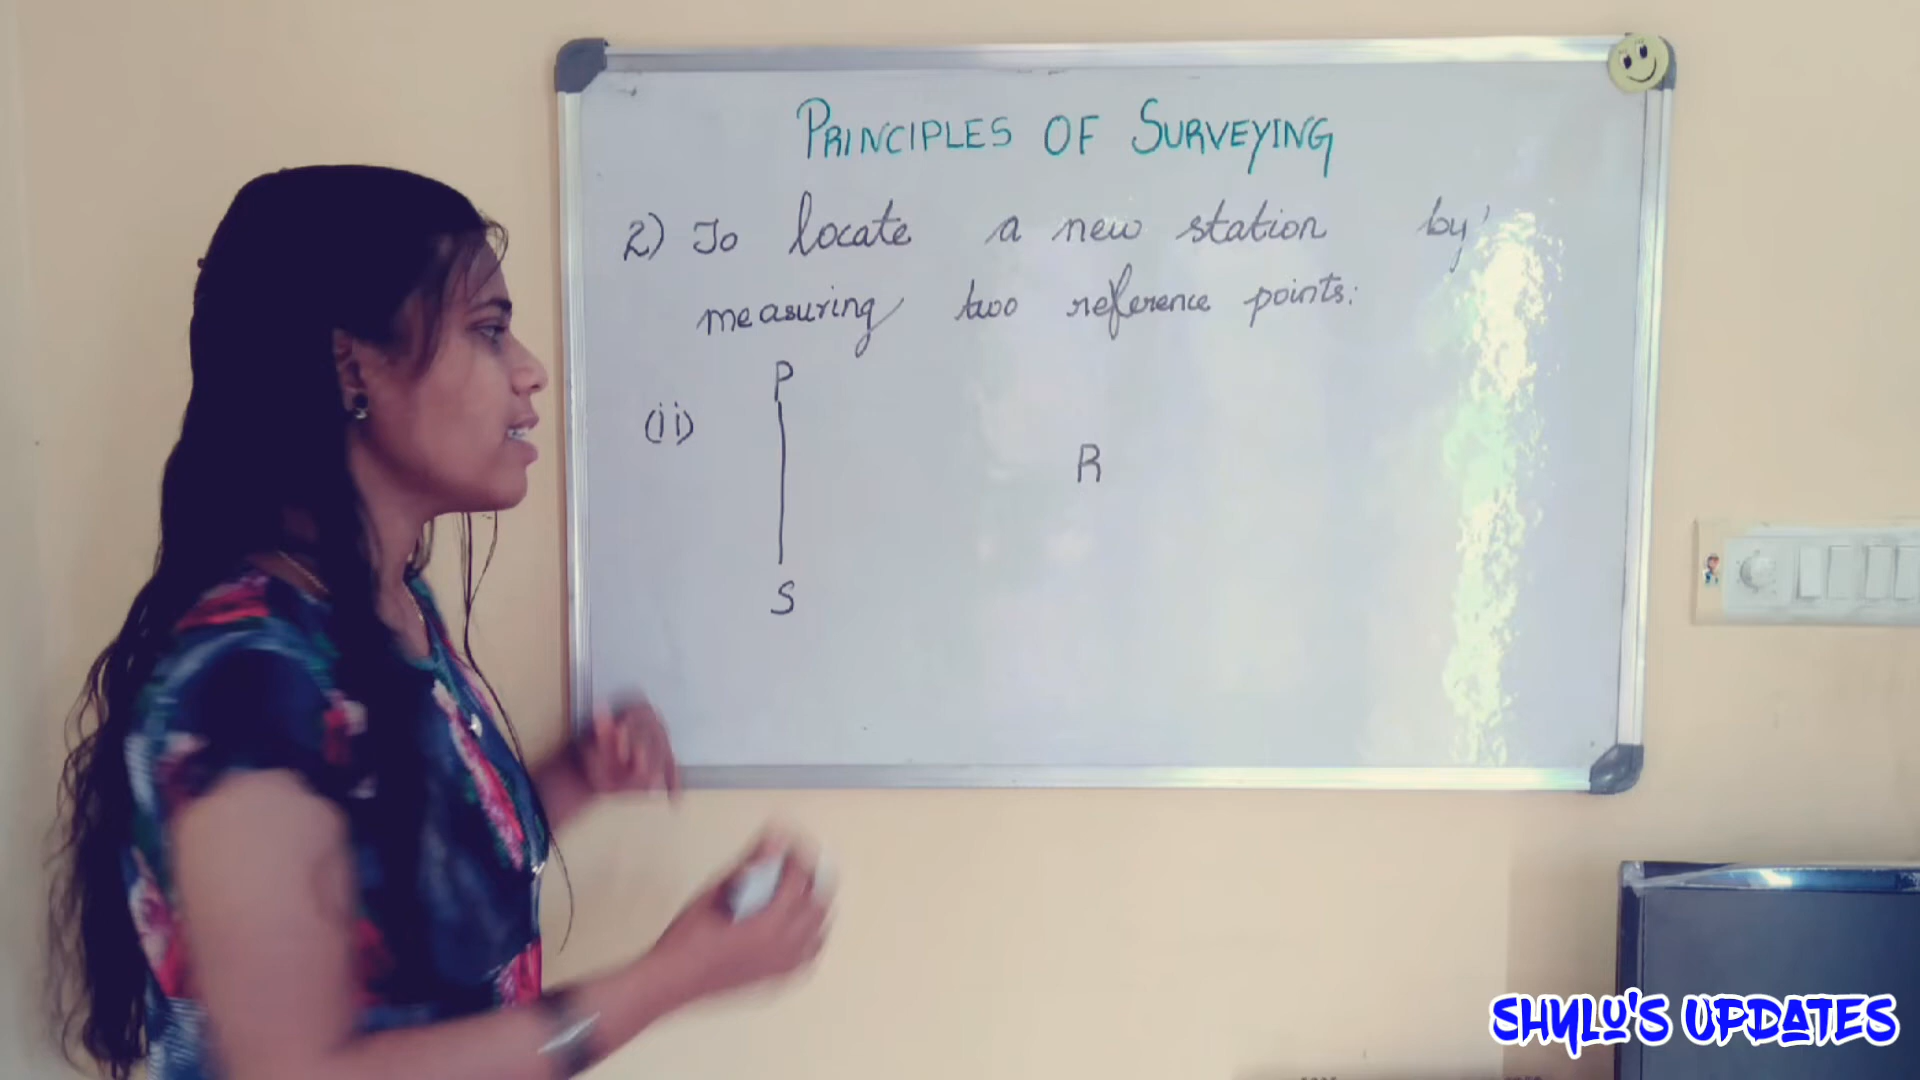 PRINCIPLES OF SURVEYING
2) To locate a new station by
measuring two reference points:
P
(ii)
R
S
SHYLU'S UPDATES